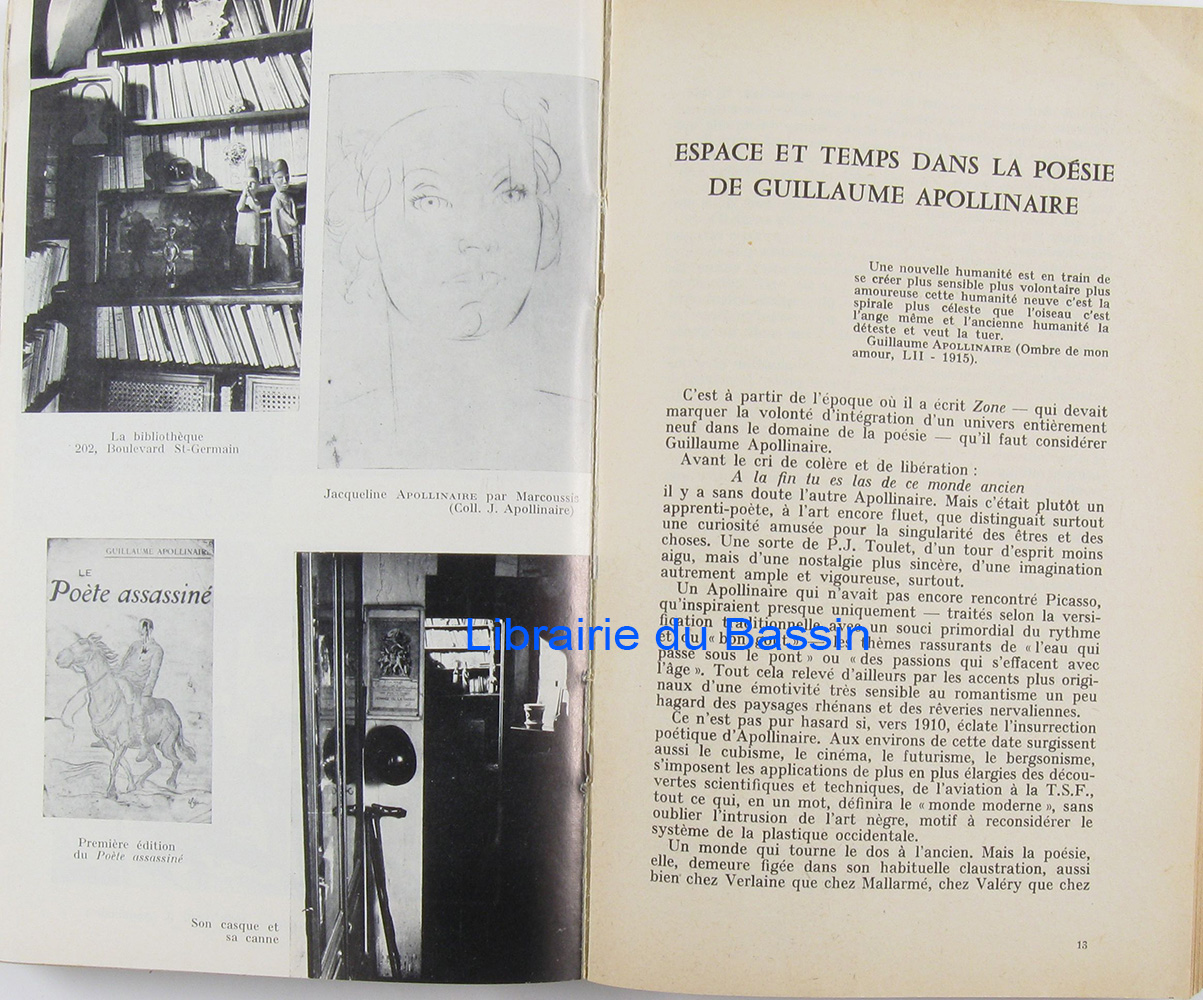 La bibliothèque
202, Boulevard St-Germain
Jacqueline APOLLINAIRE par Marcoussis
(Coll. J. Apollinaire)
GUILLAUME APOLLINAIRE
LE
Poète assassiné
Première édition
du Poète assassiné
Son casque et
sa canne
ESPACE ET TEMPS DANS LA POÉSIE
DE GUILLAUME APOLLINAIRE
Une nouvelle humanité est en train de
se créer plus sensible plus volontaire plus
amoureuse cette humanité neuve c'est la
spirale plus céleste que l'oiseau c'est
l'ange même et l'ancienne humanité la
déteste et veut la tuer.
Guillaume APOLLINAIRE (Ombre de mon
amour, LII - 1915).
C'est à partir de l'époque où il a écrit Zone — qui devait
marquer la volonté d'intégration d'un univers entièrement
neuf dans le domaine de la poésie — qu'il faut considérer
Guillaume Apollinaire.
Avant le cri de colère et de libération :
A la fin tu es las de ce monde ancien
il y a sans doute l'autre Apollinaire. Mais c'était plutôt un
apprenti-poète, à l'art encore fluet, que distinguait surtout
une curiosité amusée pour la singularité des êtres et des
choses. Une sorte de P.J. Toulet, d'un tour d'esprit moins
aigu, mais d'une nostalgie plus sincère, d'une imagination
autrement ample et vigoureuse, surtout.
Un Apollinaire qui n'avait pas encore rencontré Picasso,
qu'inspiraient presque uniquement — traités selon la versi-
fication traditionnelle avec un souci primordial du rythme
et du « bon goût » les thèmes rassurants de « l'eau qui
passe sous le pont » ou « des passions qui s'effacent avec
l'âge ». Tout cela relevé d'ailleurs par les accents plus origi-
naux d'une émotivité très sensible au romantisme un peu
hagard des paysages rhénans et des rêveries nervaliennes.
Ce n'est pas pur hasard si, vers 1910, éclate l'insurrection
poétique d'Apollinaire. Aux environs de cette date surgissent
aussi le cubisme, le cinéma, le futurisme, le bergsonisme,
s'imposent les applications de plus en plus élargies des décou-
vertes scientifiques et techniques, de l'aviation à la T.S.F.,
tout ce qui, en un mot, définira le « monde moderne », sans
oublier l'intrusion de l'art nègre, motif à reconsidérer le
système de la plastique occidentale.
Un monde qui tourne le dos à l'ancien. Mais la poésie,
elle, demeure figée dans son habituelle claustration, aussi
bien chez Verlaine que chez Mallarmé, chez Valéry que chez
13
Librairie du Bassin